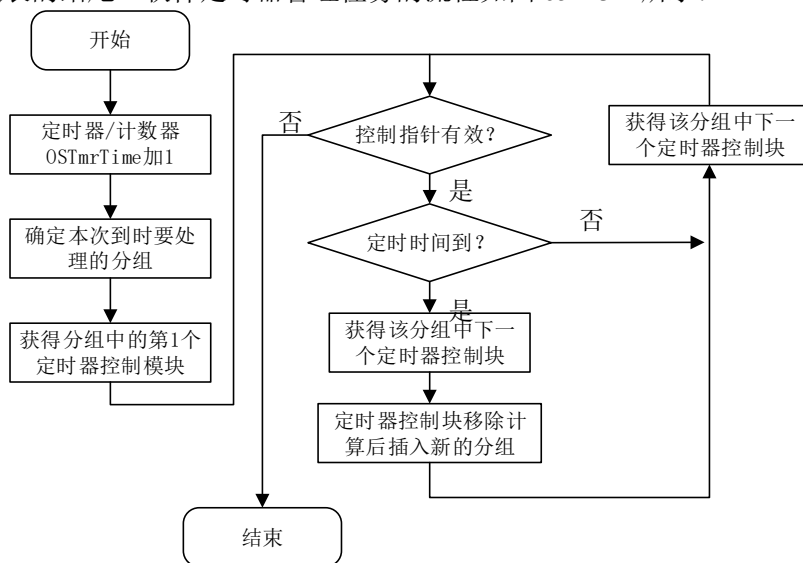 开始
定时器/计数器
OSTmrTime加1
确定本次到时要处
理的分组
获得分组中的第1个
定时器控制模块
控制指针有效?
否
是
定时时间到?
否
是
获得该分组中下一
个定时器控制块
定时器控制块移除计
算后插入新的分组
获得该分组中下一
个定时器控制块
结束